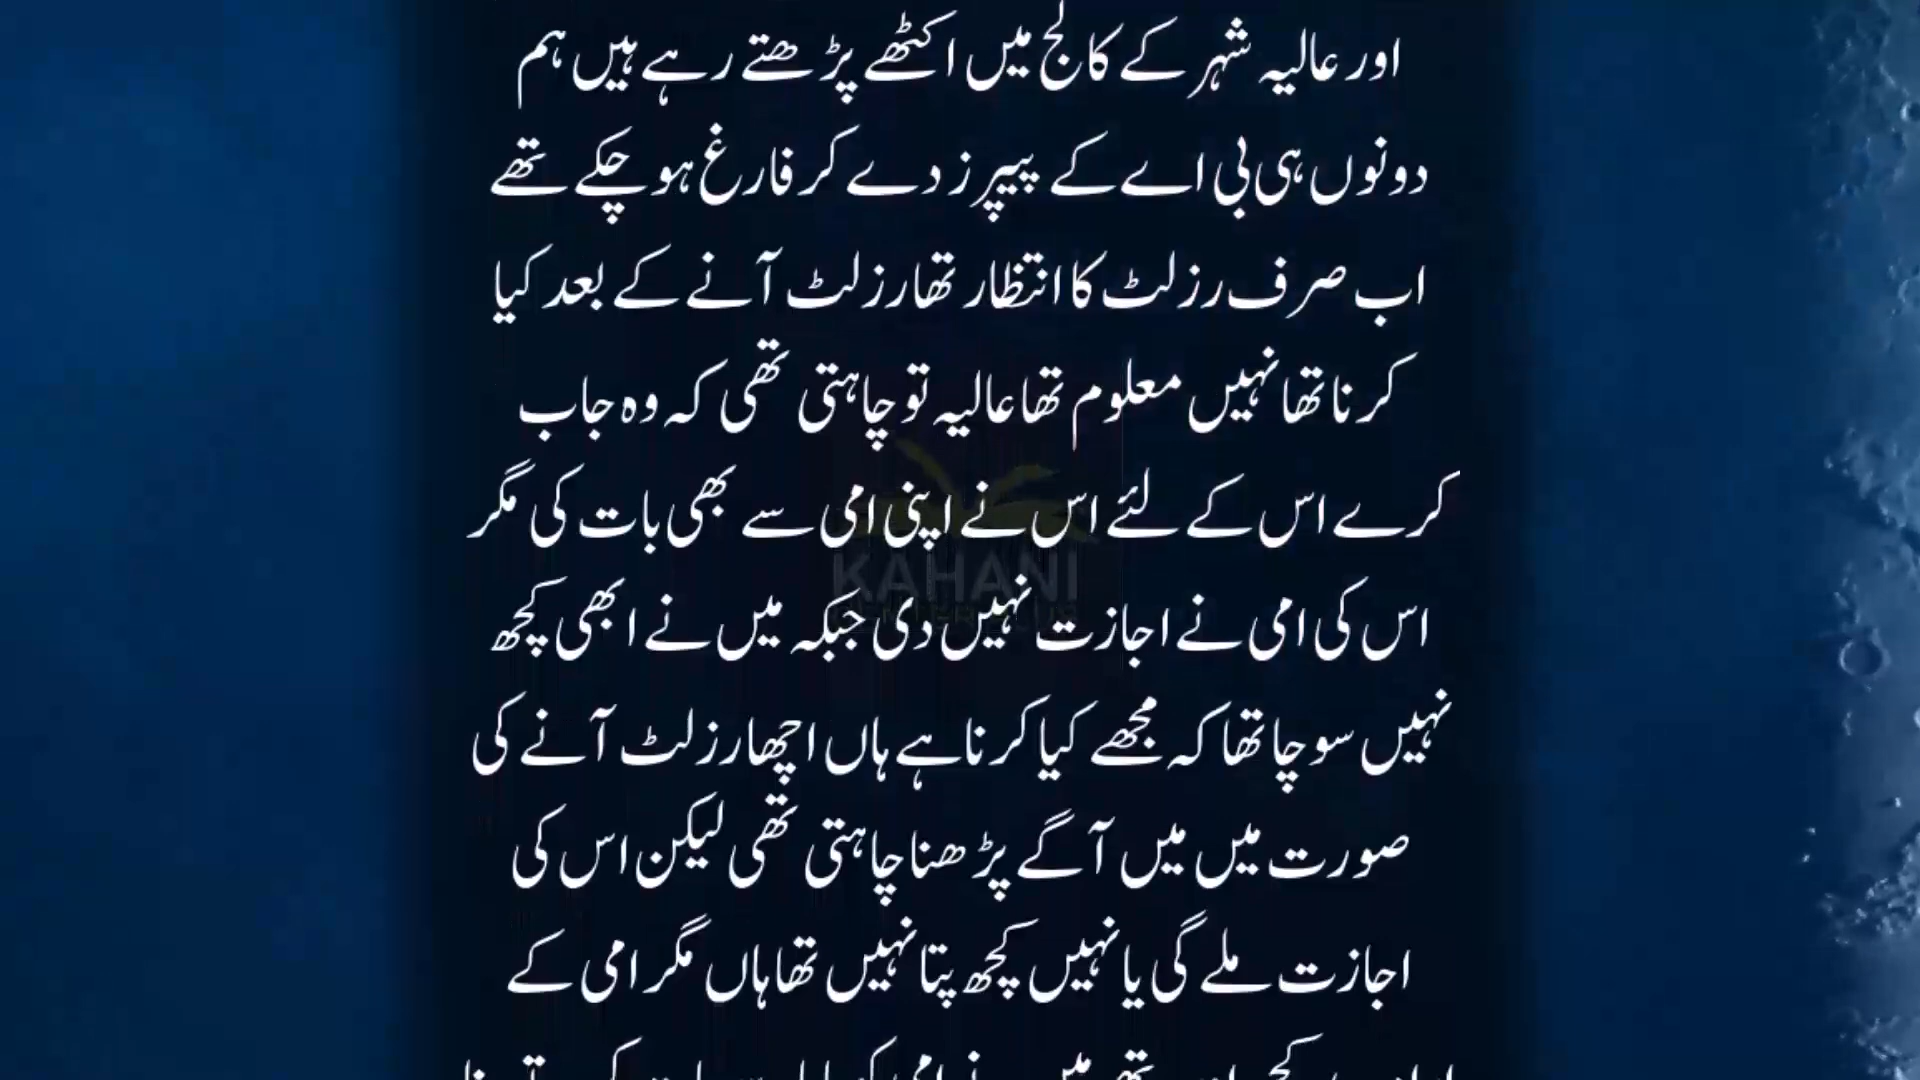 اور عالیہ شہر کے کالج میں اکٹھے پڑھتے رہے ہیں ہم
دونوں ہی بی اے کے پیپرز دے کر فارغ ہو چکے تھے
اب صرف رزلٹ کا انتظار تھا رزلٹ آنے کے بعد کیا
کرنا تھا نہیں معلوم تھا عالیہ تو چاہتی تھی کہ وہ جاب
کرے اس کے لئے اس نے اپنی امی سے بھی بات کی مگر
KAHANI
اس کی امی نے اجازت نہیں دی جبکہ میں نے ابھی کچھ
نہیں سوچا تھا کہ مجھے کیا کرنا ہے ہاں اچھا رزلٹ آنے کی
صورت میں میں آگے پڑھنا چاہتی تھی لیکن اس کی
اجازت ملے گی یا نہیں کچھ پتا نہیں تھا ہاں مگر امی کے